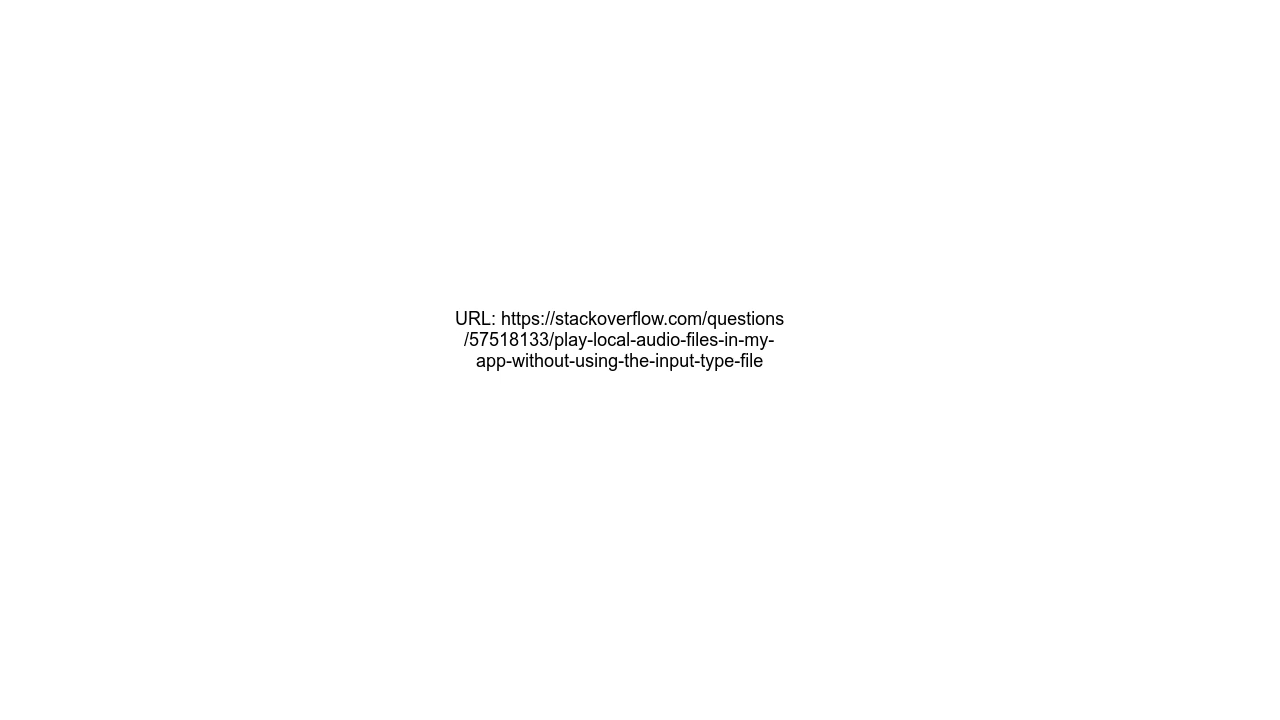 URL: https://stackoverflow.com/questions
/57518133/play-local-audio-files-in-my-
app-without-using-the-input-type-file